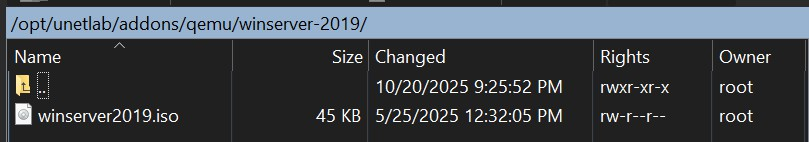 /opt/unetlab/addons/qemu/winserver-2019/
Name Size Changed Rights Owner
.. 10/20/2025 9:25:52 PM rwxr-xr-x root
winserver2019.iso 45 KB 5/25/2025 12:32:05 PM rw-r--r-- root